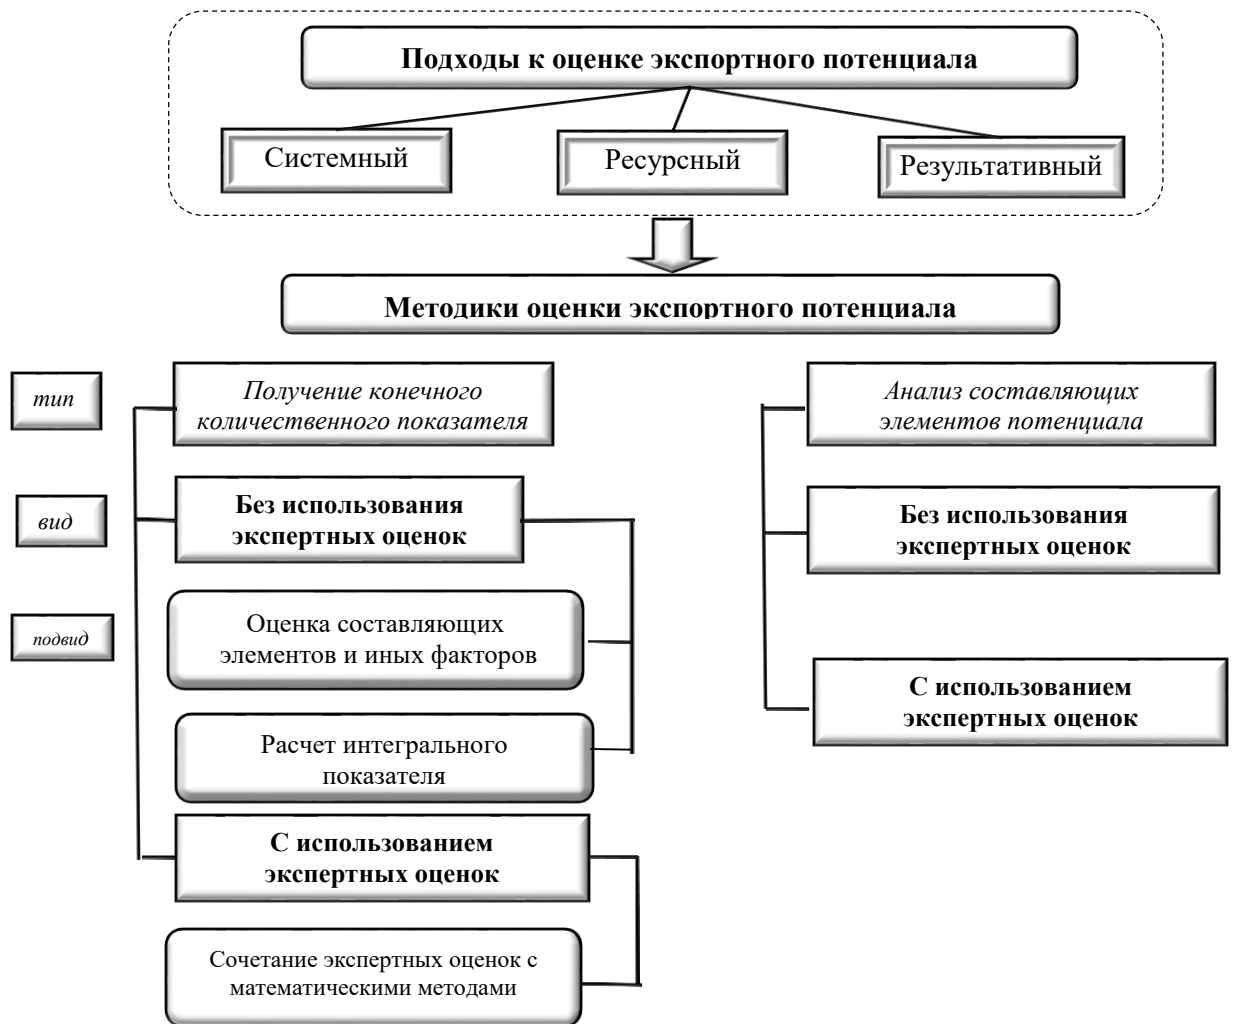 Подходы к оценке экспортного потенциала
Системный
Ресурсный
Результативный
Методики оценки экспортного потенциала
тип
Получение конечного
количественного показателя
Анализ составляющих
элементов потенциала
вид
Без использования
экспертных оценок
Без использования
экспертных оценок
подвид
Оценка составляющих
элементов и иных факторов
С использованием
экспертных оценок
Расчет интегрального
показателя
С использованием
экспертных оценок
Сочетание экспертных оценок с
математическими методами